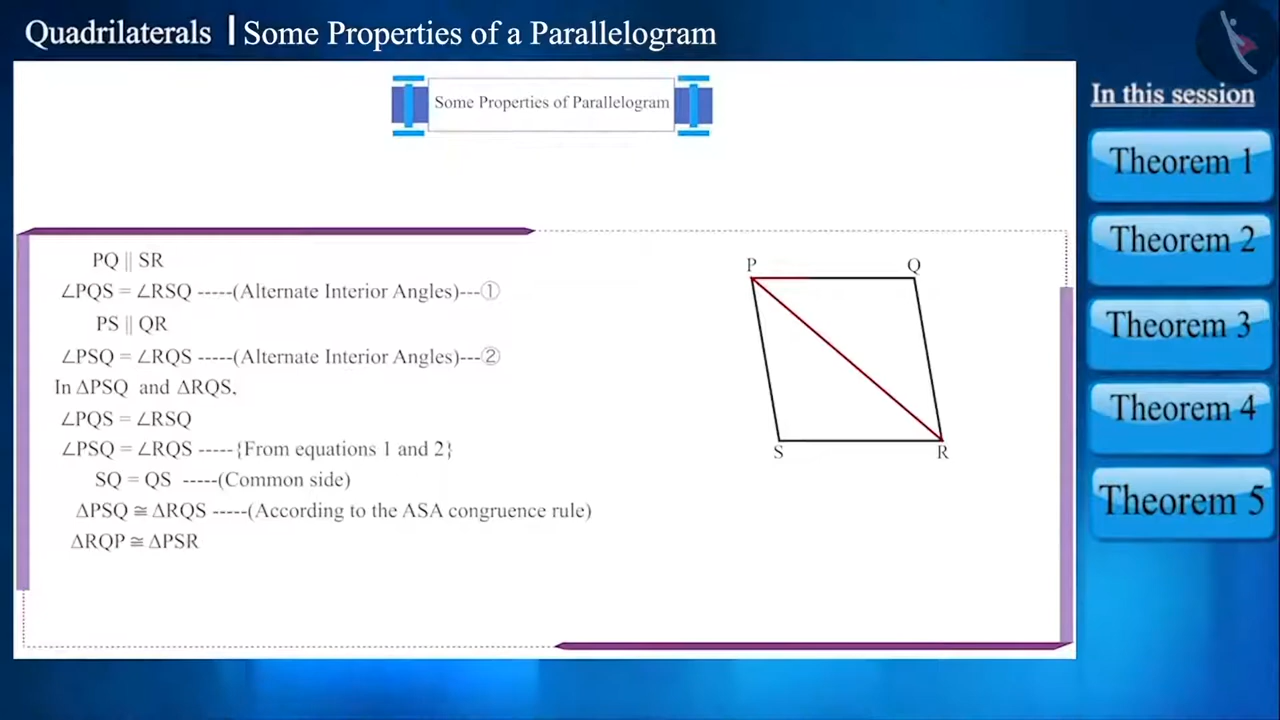 Quadrilaterals | Some Properties of a Parallelogram
Some Properties of Parallelogram
In this session
Theorem 1
Theorem 2
Theorem 3
Theorem 4
Theorem 5
PQ || SR
∠PQS = ∠RSQ -----(Alternate Interior Angles)---①
PS || QR
∠PSQ = ∠RQS -----(Alternate Interior Angles)---②
In ΔPSQ and ΔRQS,
∠PQS = ∠RSQ
∠PSQ = ∠RQS -----{From equations 1 and 2}
SQ = QS -----(Common side)
ΔPSQ ≅ ΔRQS -----(According to the ASA congruence rule)
ΔRQP ≅ ΔPSR
P Q
S R